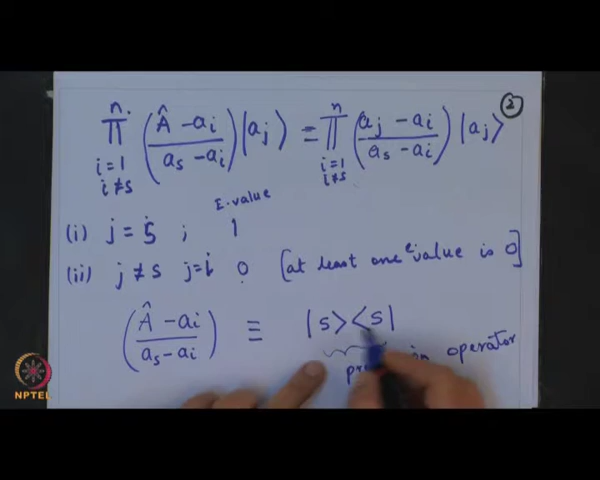 ②
n. ∏ i=1 i≠s (Â - aᵢ / aₛ - aᵢ) |aⱼ⟩ = n ∏ i=1 i≠s (aⱼ - aᵢ / aₛ - aᵢ) |aⱼ⟩
E-value
(i) j = s ; 1
(ii) j ≠ s j = i 0 [at least one e value is 0]
(Â - aᵢ / aₛ - aᵢ) ≡ |s⟩⟨s|
operator
NPTEL